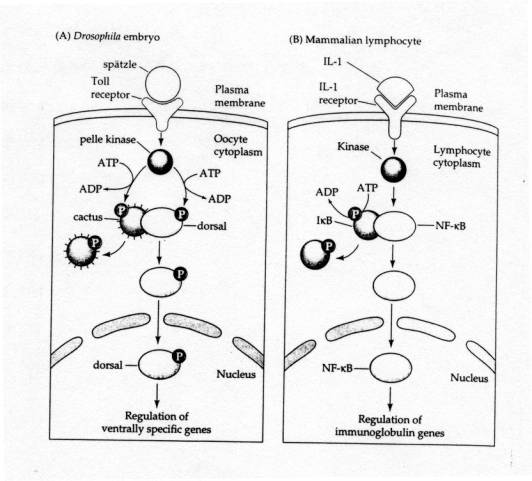 (A) Drosophila embryo
spätzle
Toll
receptor
Plasma
membrane
pelle kinase
Oocyte
cytoplasm
ATP
ATP
ADP
ADP
P
P
cactus
dorsal
P
P
dorsal
P
Nucleus
Regulation of
ventrally specific genes
(B) Mammalian lymphocyte
IL-1
IL-1
receptor
Plasma
membrane
Kinase
Lymphocyte
cytoplasm
ADP
ATP
P
IκB
NF-κB
P
NF-κB
Nucleus
Regulation of
immunoglobulin genes